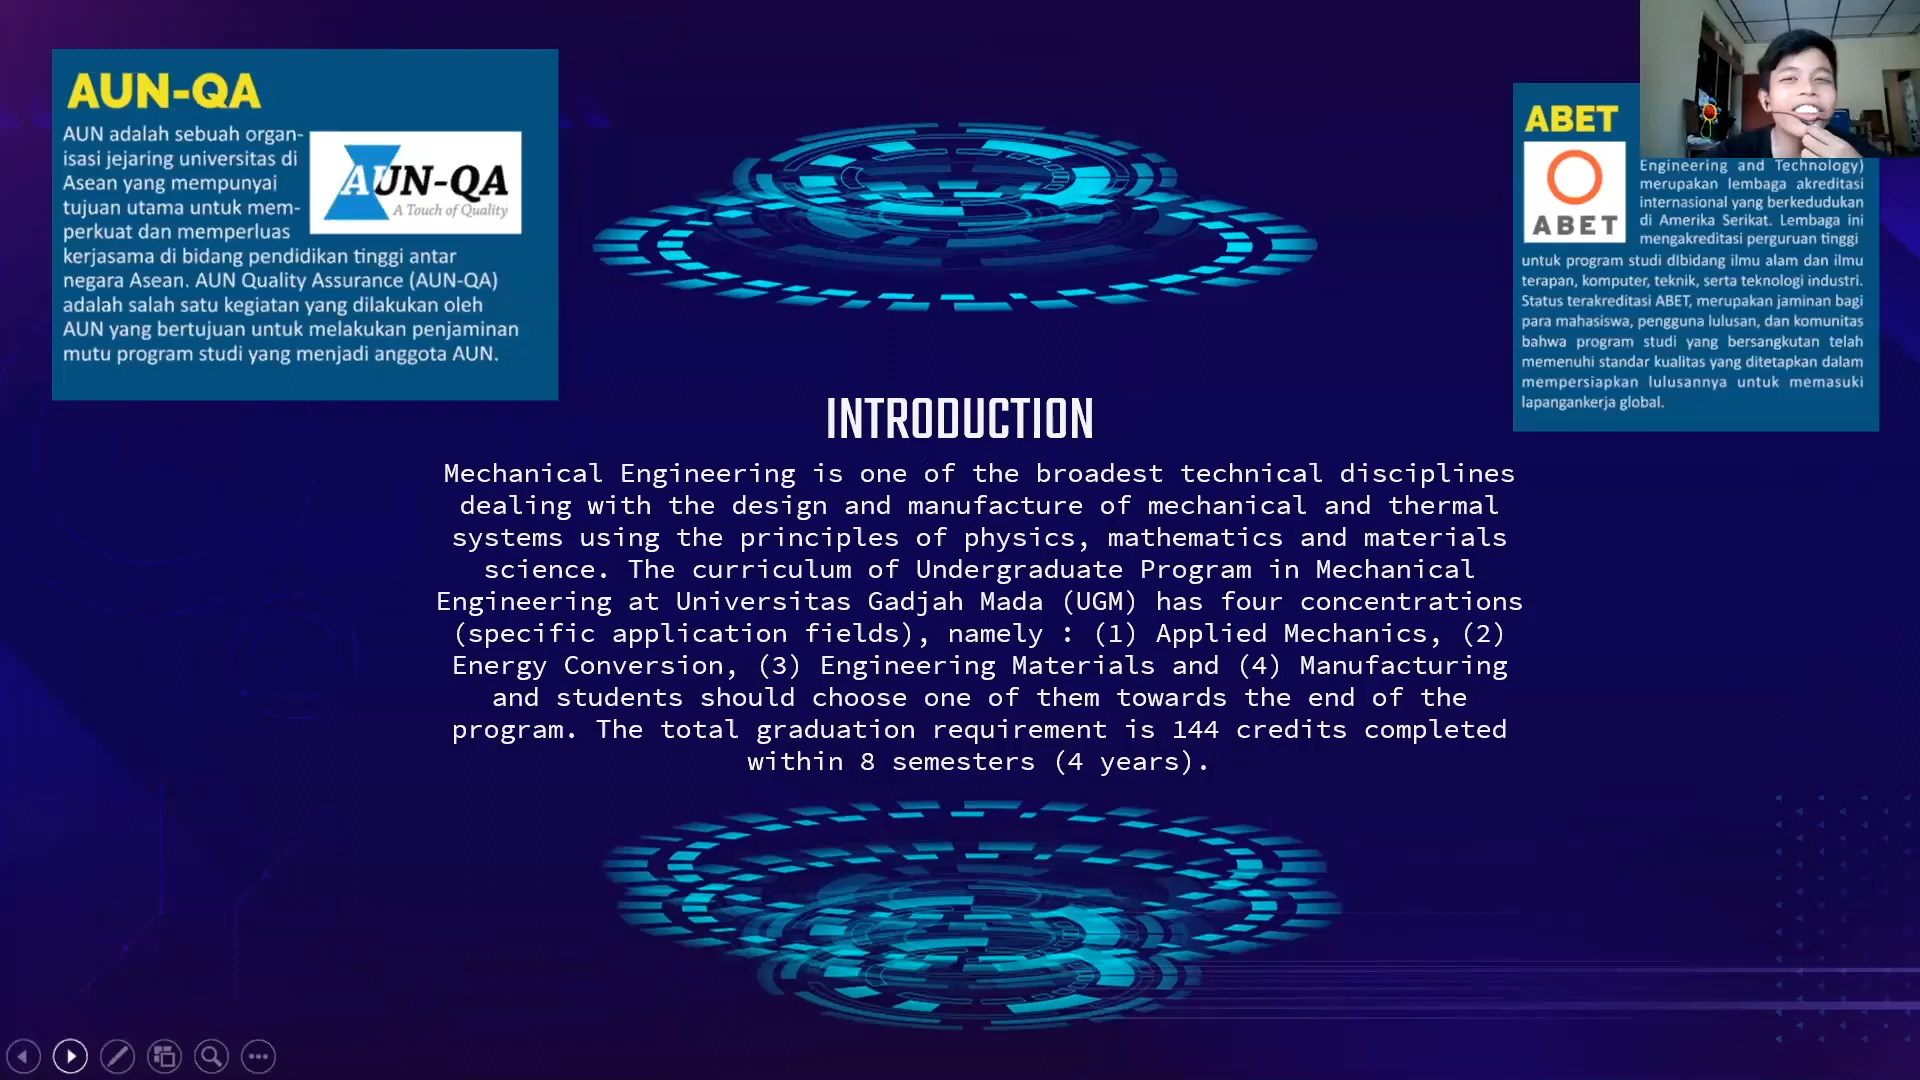 AUN-QA
AUN adalah sebuah organ-
isasi jejaring universitas di
Asean yang mempunyai
tujuan utama untuk mem-
perkuat dan memperluas
kerjasama di bidang pendidikan tinggi antar
negara Asean. AUN Quality Assurance (AUN-QA)
adalah salah satu kegiatan yang dilakukan oleh
AUN yang bertujuan untuk melakukan penjaminan
mutu program studi yang menjadi anggota AUN.
AUN-QA
A Touch of Quality
ABET
ABET
Engineering and Technology)
merupakan lembaga akreditasi
internasional yang berkedudukan
di Amerika Serikat. Lembaga ini
mengakreditasi perguruan tinggi
untuk program studi dibidang ilmu alam dan ilmu
terapan, komputer, teknik, serta teknologi industri.
Status terakreditasi ABET, merupakan jaminan bagi
para mahasiswa, pengguna lulusan, dan komunitas
bahwa program studi yang bersangkutan telah
memenuhi standar kualitas yang ditetapkan dalam
mempersiapkan lulusannya untuk memasuki
lapangankerja global.
INTRODUCTION
Mechanical Engineering is one of the broadest technical disciplines
dealing with the design and manufacture of mechanical and thermal
systems using the principles of physics, mathematics and materials
science. The curriculum of Undergraduate Program in Mechanical
Engineering at Universitas Gadjah Mada (UGM) has four concentrations
(specific application fields), namely : (1) Applied Mechanics, (2)
Energy Conversion, (3) Engineering Materials and (4) Manufacturing
and students should choose one of them towards the end of the
program. The total graduation requirement is 144 credits completed
within 8 semesters (4 years).